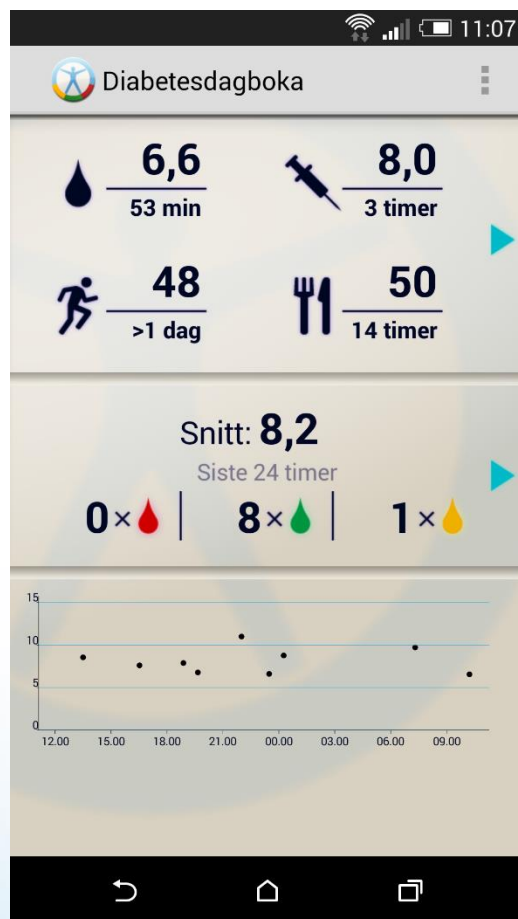 11:07
Diabetesdagboka
6,6 8,0
53 min 3 timer
48 50
>1 dag 14 timer
Snitt: 8,2
Siste 24 timer
0× 8× 1×
15
10
5
0
12.00 15.00 18.00 21.00 00.00 03.00 06.00 09.00